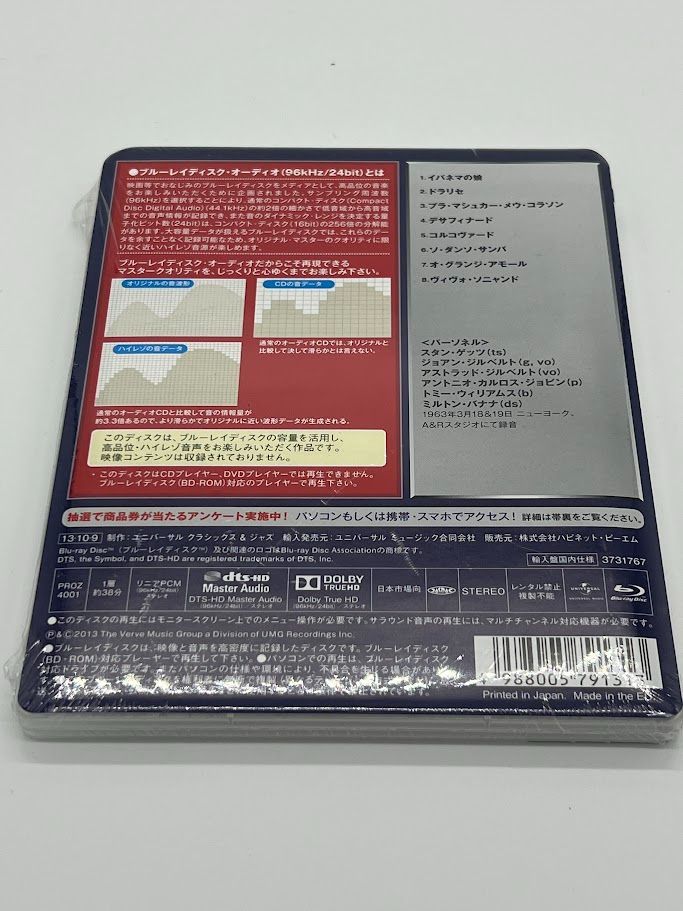 ●ブルーレイディスク・オーディオ(96kHz/24bit)とは
映画等でおなじみのブルーレイディスクをメディアとして、高品位の音楽
をお楽しみいただくために企画されました。サンプリング周波数
(96kHz)を選択することにより、通常のコンパクト・ディスク(Compact
Disc Digital Audio)(44.1kHz)の約2倍の細かさで低音域から高音域
までの音声情報が記録でき、また音のダイナミック・レンジを決定する量
子化ビット数(24bit)は、コンパクト・ディスク(16bit)の256倍の分解能
があります。大容量データが扱えるブルーレイディスクでは、これらのデー
タを余すことなく記録可能なため、オリジナル・マスターのクオリティに限
りなく近いハイレゾ音源が楽しめます。
ブルーレイディスク・オーディオだからこそ再現できる
マスタークオリティを、じっくりと心ゆくまでお楽しみ下さい。
オリジナルの音波形
CDの音データ
通常のオーディオCDでは、オリジナルと
比較して決して滑らかとは言えない。
ハイレゾの音データ
通常のオーディオCDと比較して音の情報量が
約3.3倍あるので、より滑らかでオリジナルに近い波形データが生成される。
このディスクは、ブルーレイディスクの容量を活用し、
高品位・ハイレゾ音声をお楽しみいただく作品です。
映像コンテンツは収録されておりません。
・このディスクはCDプレイヤー、DVDプレイヤーでは再生できません。
ブルーレイディスク(BD-ROM)対応のプレイヤーで再生下さい。
1.イパネマの娘
2.ドラリセ
3.プラ・マシュカー・メウ・コラソン
4.デサフィナード
5.コルコヴァード
6.ソ・ダンソ・サンバ
7.オ・グランジ・アモール
8.ヴィヴォ・ソニャンド
<パーソネル>
スタン・ゲッツ(ts)
ジョアン・ジルベルト(g, vo)
アストラッド・ジルベルト(vo)
アントニオ・カルロス・ジョビン(p)
トミー・ウィリアムス(b)
ミルトン・バナナ(ds)
1963年3月18&19日 ニューヨーク、
A&Rスタジオにて録音
抽選で商品券が当たるアンケート実施中! パソコンもしくは携帯・スマホでアクセス! 詳細は帯裏をご覧ください。
13・10・9 制作:ユニバーサル クラシックス & ジャズ 輸入発売元:ユニバーサル ミュージック合同会社 販売元:株式会社ハピネット・ピーエム
Blu-ray Disc™(ブルーレイディスク™)及び関連のロゴはBlu-ray Disc Associationの商標です。
DTS, the Symbol, and DTS-HD are registered trademarks of DTS, Inc.
輸入盤国内仕様 3731767
PROZ 4001
1層 約38分
リニアPCM (96kHz/24bit) / ステレオ
dts-HD Master Audio DTS-HD Master Audio (96kHz/24bit) / ステレオ
DOLBY TRUEHD Dolby True HD (96kHz/24bit) / ステレオ
日本市場向
STEREO
レンタル禁止 複製不能
UNIVERSAL
Blu-ray Disc
●このディスクの再生にはモニタースクリーン上でのメニュー操作が必要です。サラウンド音声の再生には、マルチチャンネル対応機器が必要です。
℗&© 2013 The Verve Music Group a Division of UMG Recordings Inc.
●ブルーレイディスクは、映像と音声を高密度に記録したディスクです。ブルーレイディスク
(BD-ROM)対応プレーヤーで再生して下さい。 ●パソコンでの再生は、ブルーレイディスク
対応ドライブが必要です。またパソコンの仕様や環境により、不具合を生じる場合があ
Printed in Japan. Made in the E